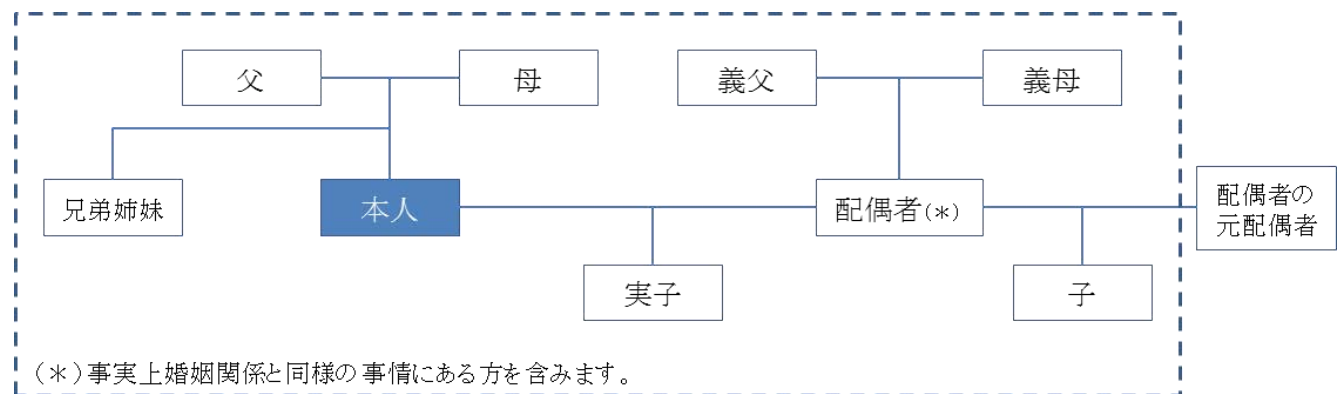 父
母
義父
義母
兄弟姉妹
本人
配偶者(＊)
配偶者の
元配偶者
実子
子
(＊)事実上婚姻関係と同様の事情にある方を含みます。